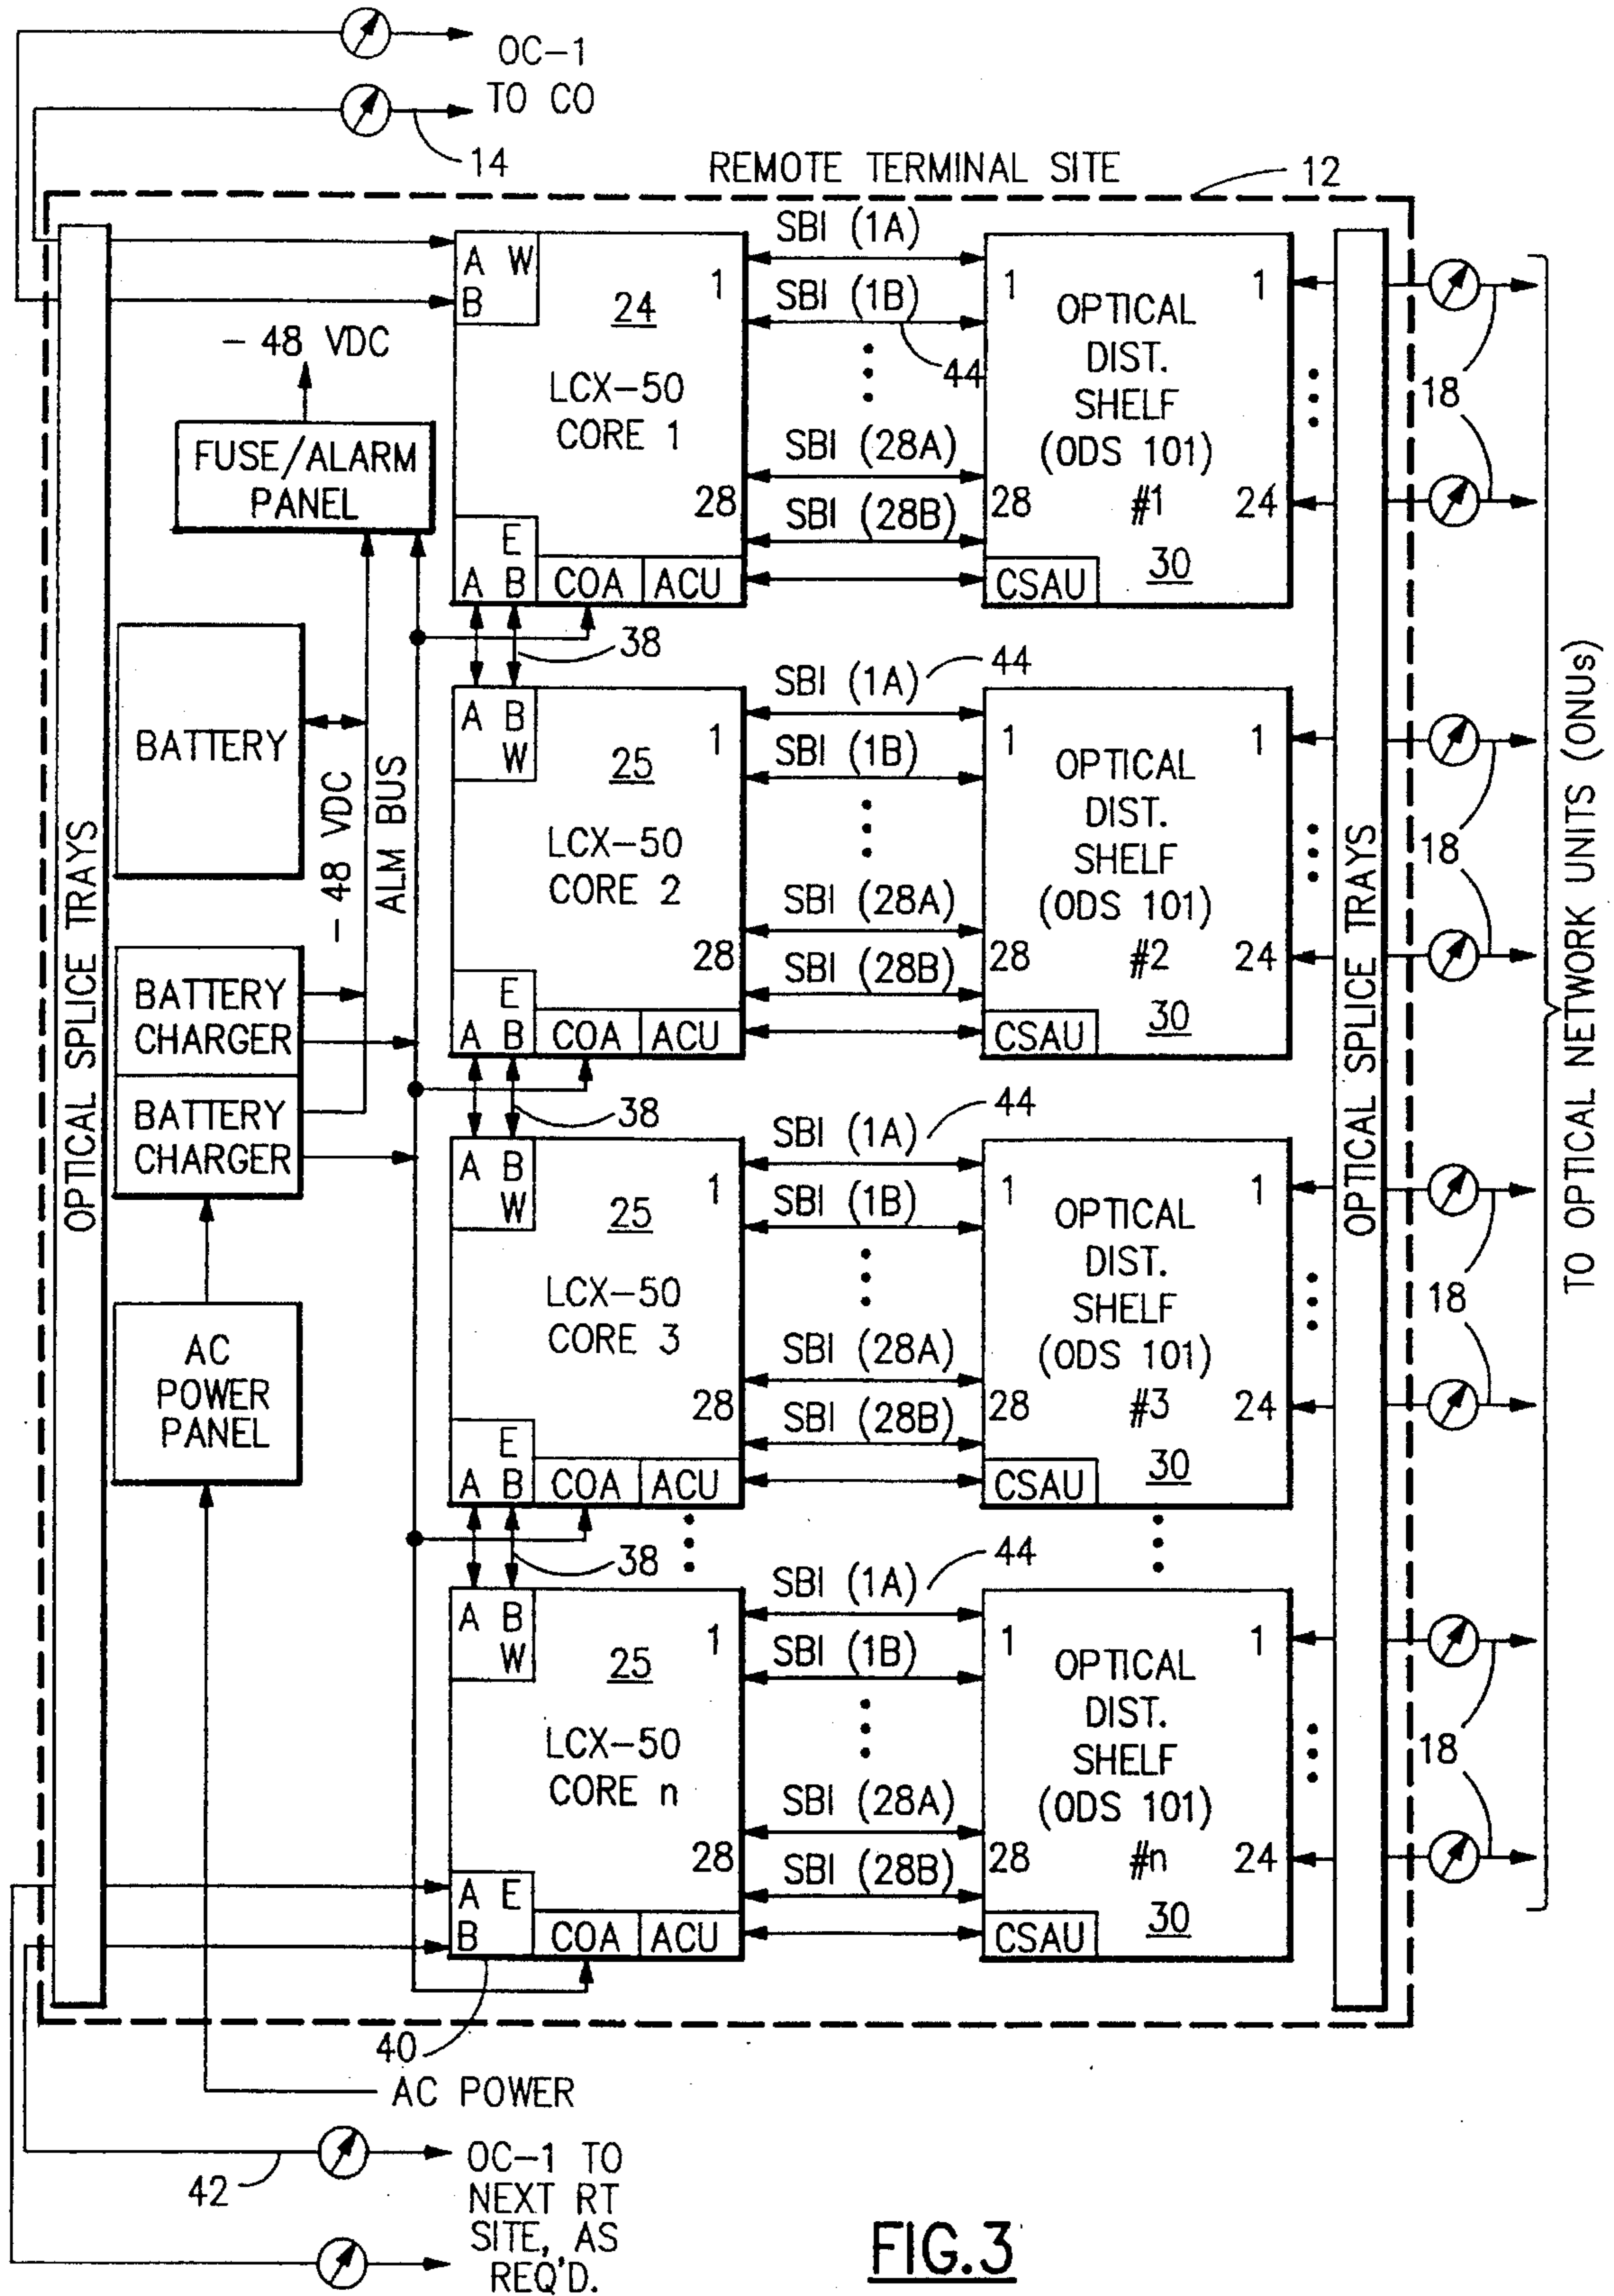 OC-1
TO CO
14
REMOTE TERMINAL SITE
12
OPTICAL SPLICE TRAYS
- 48 VDC
FUSE/ALARM
PANEL
BATTERY
- 48 VDC
ALM BUS
BATTERY
CHARGER
BATTERY
CHARGER
AC
POWER
PANEL
A W
B
24
1
LCX-50
CORE 1
28
E
A B
COA
ACU
SBI (1A)
SBI (1B)
44
SBI (28A)
SBI (28B)
1
OPTICAL
DIST.
SHELF
(ODS 101)
#1
1
28
24
30
CSAU
18
38
A B
W
25
1
LCX-50
CORE 2
28
E
A B
COA
ACU
SBI (1A)
44
SBI (1B)
SBI (28A)
SBI (28B)
1
OPTICAL
DIST.
SHELF
(ODS 101)
#2
1
28
24
30
CSAU
18
38
A B
W
25
1
LCX-50
CORE 3
28
E
A B
COA
ACU
SBI (1A)
44
SBI (1B)
SBI (28A)
SBI (28B)
1
OPTICAL
DIST.
SHELF
(ODS 101)
#3
1
28
24
30
CSAU
18
38
A B
W
25
1
LCX-50
CORE n
28
A E
B
COA
ACU
SBI (1A)
44
SBI (1B)
SBI (28A)
SBI (28B)
1
OPTICAL
DIST.
SHELF
(ODS 101)
#n
1
28
24
30
CSAU
18
OPTICAL SPLICE TRAYS
TO OPTICAL NETWORK UNITS (ONUs)
40
AC POWER
42
OC-1 TO
NEXT RT
SITE, AS
REQ'D.
FIG.3